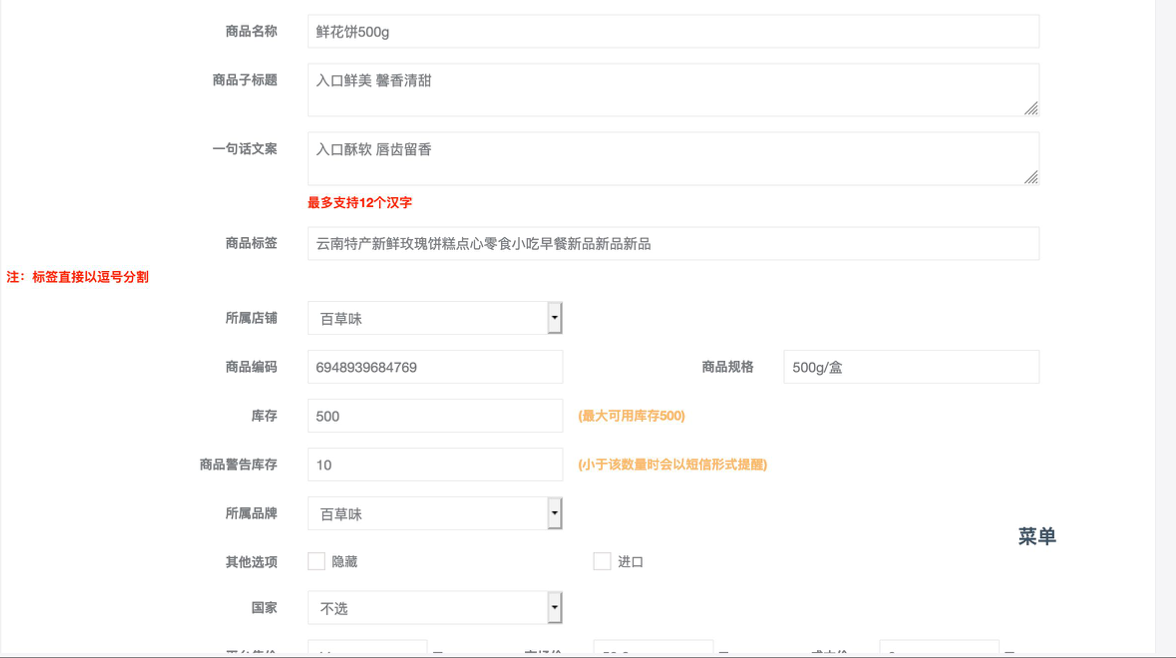 商品名称 鲜花饼500g
商品子标题 入口鲜美 馨香清甜
一句话文案 入口酥软 唇齿留香
最多支持12个汉字
商品标签 云南特产新鲜玫瑰饼糕点心零食小吃早餐新品新品新品
注：标签直接以逗号分割
所属店铺 百草味
商品编码 6948939684769 商品规格 500g/盒
库存 500 (最大可用库存500)
商品警告库存 10 (小于该数量时会以短信形式提醒)
所属品牌 百草味
菜单
其他选项 隐藏 进口
国家 不选